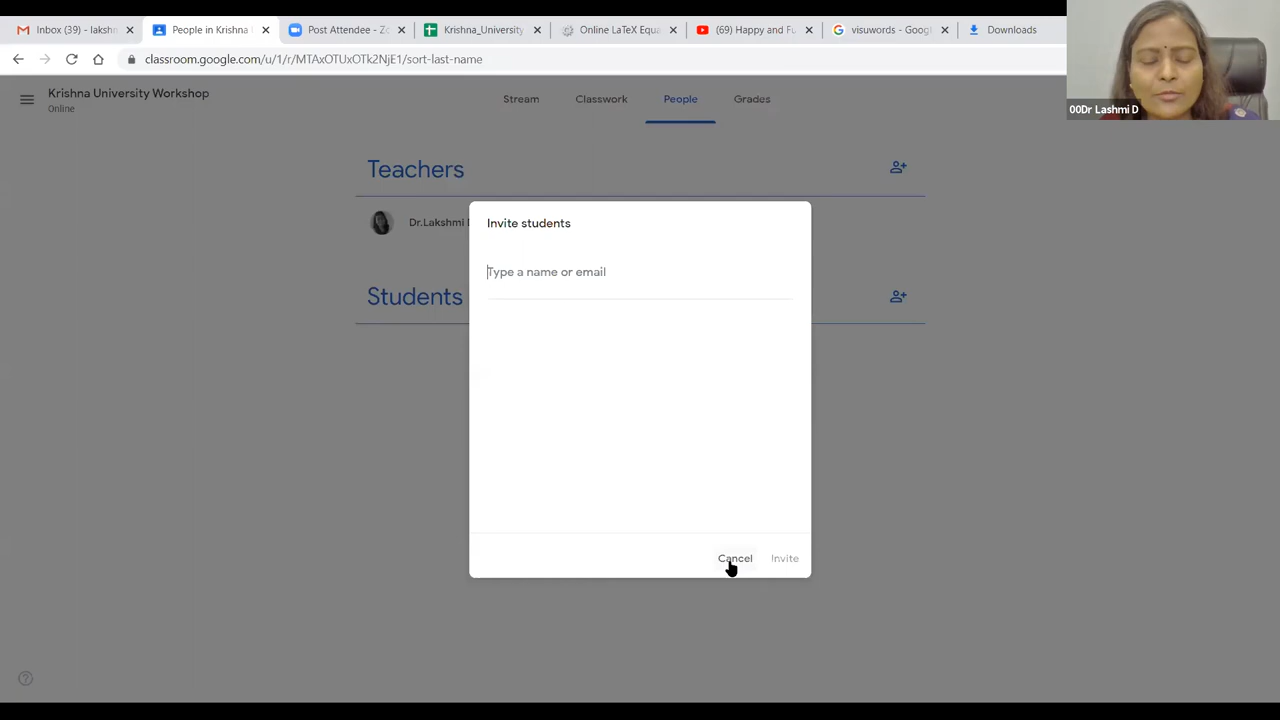 Inbox (39) - lakshn
People in Krishna
Post Attendee - Zo
Krishna_University
Online LaTeX Equa
(69) Happy and Fu
visuwords - Googl
Downloads
classroom.google.com/u/1/r/MTAxOTUxOTk2NjE1/sort-last-name
Krishna University Workshop
Online
Stream
Classwork
People
Grades
00Dr Lashmi D
Teachers
Dr.Lakshmi
Students
Invite students
Type a name or email
Cancel
Invite